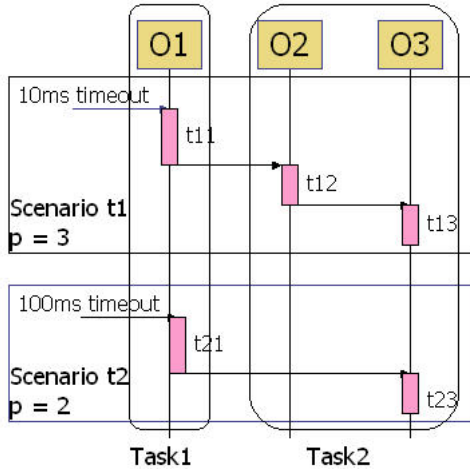 O1 O2 O3
10ms timeout
t11
t12
Scenario t1
t13
p = 3
100ms timeout
t21
Scenario t2
t23
p = 2
Task1 Task2